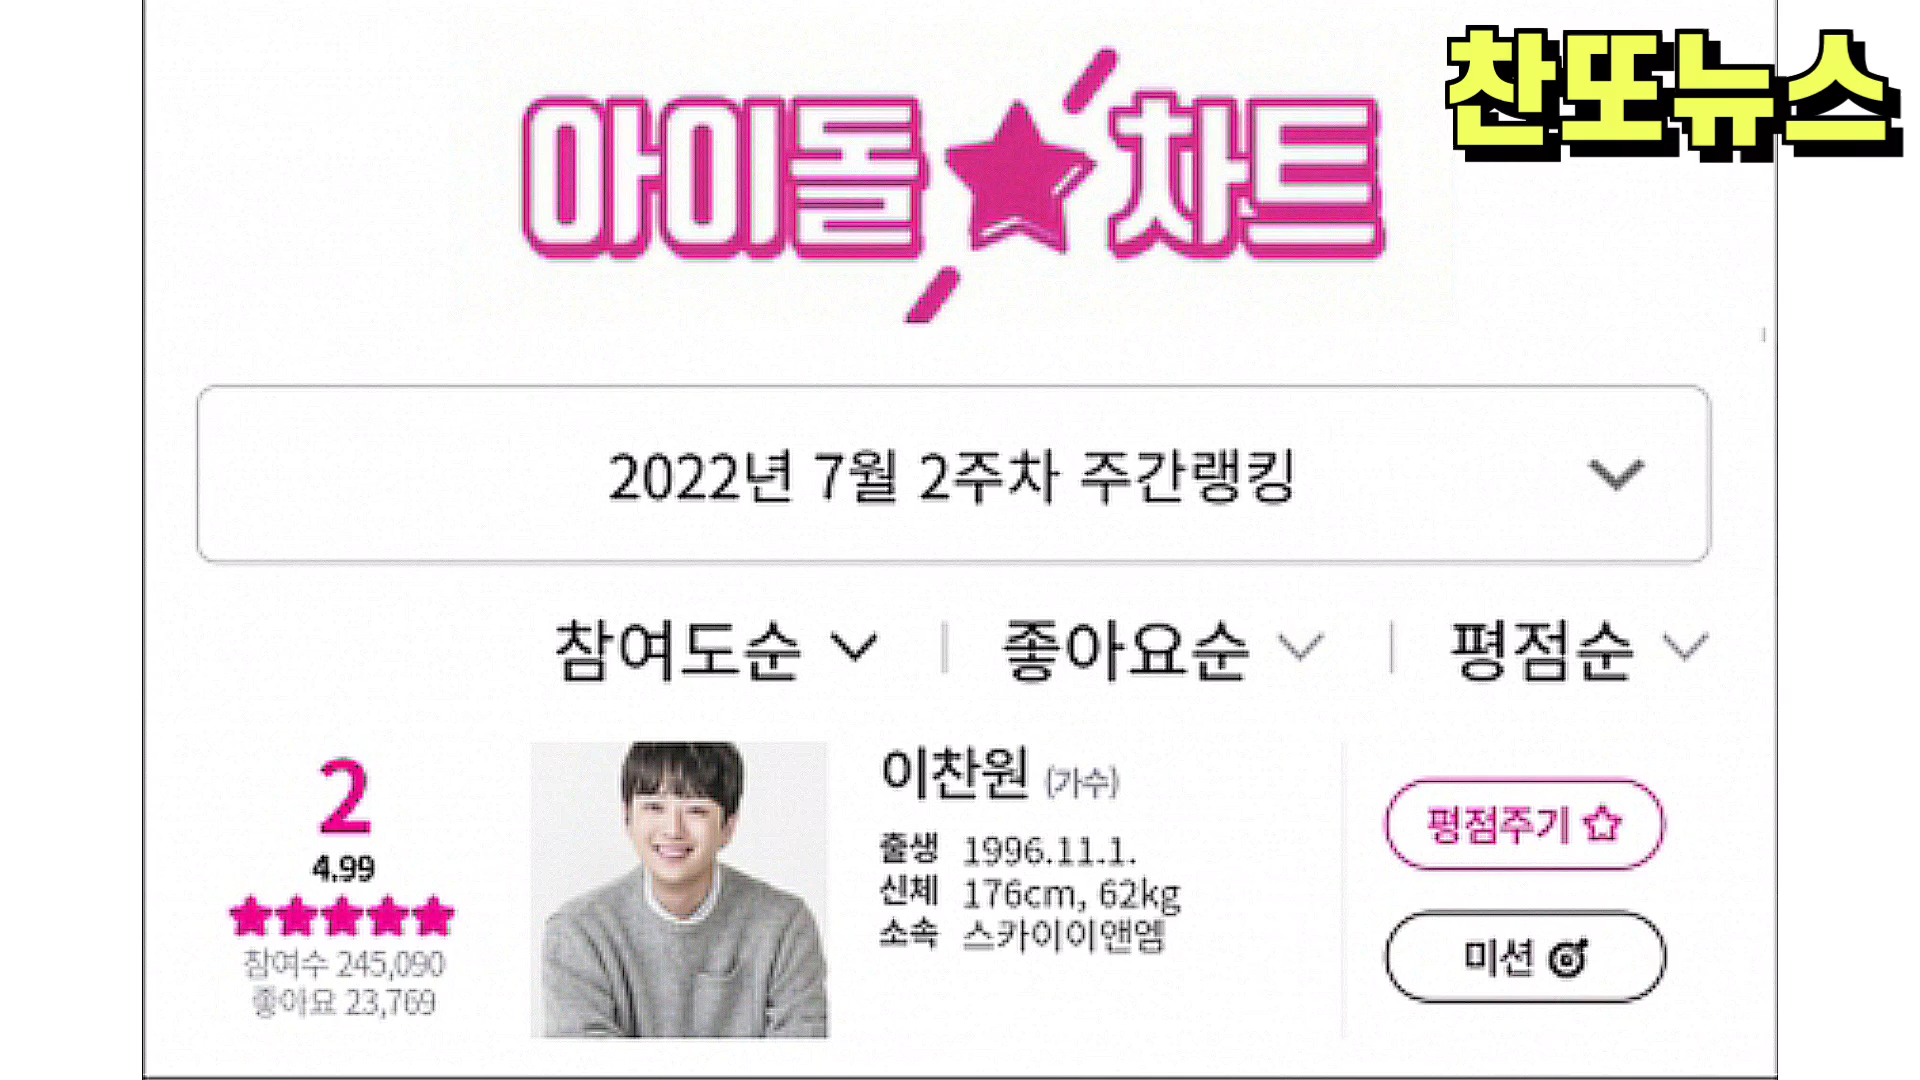 찬또뉴스
아이돌★차트
2022년 7월 2주차 주간랭킹
참여도순 | 좋아요순 | 평점순
2
4.99
★★★★★
참여수 245,090
좋아요 23,769
이찬원 (가수)
출생 1996.11.1.
신체 176cm, 62kg
소속 스카이이앤엠
평점주기 ☆
미션